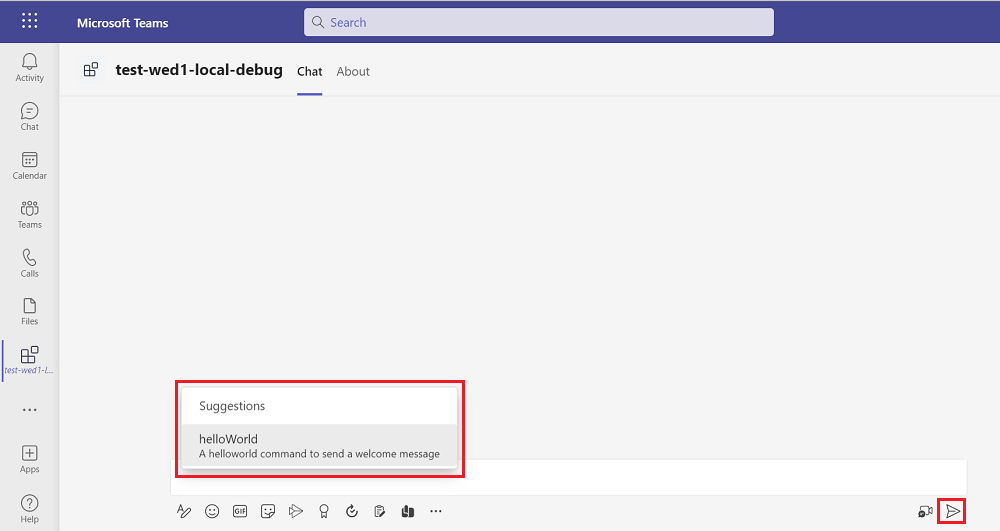 Microsoft Teams
Search
Activity
Chat
Calendar
Teams
Calls
Files
test-wed1-l...
Apps
Help
test-wed1-local-debug
Chat
About
Suggestions
helloWorld
A helloworld command to send a welcome message
GIF